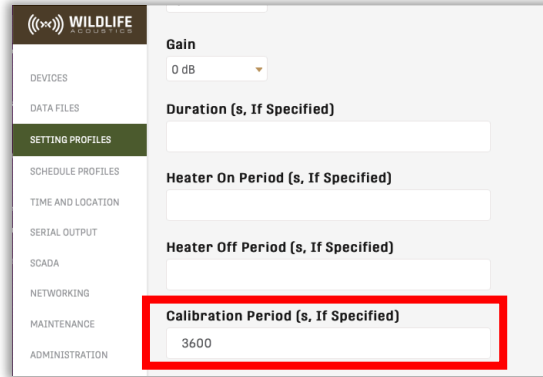 WILDLIFE
ACOUSTICS
DEVICES
DATA FILES
SETTING PROFILES
SCHEDULE PROFILES
TIME AND LOCATION
SERIAL OUTPUT
SCADA
NETWORKING
MAINTENANCE
ADMINISTRATION
Gain
0 dB
Duration (s, If Specified)
Heater On Period (s, If Specified)
Heater Off Period (s, If Specified)
Calibration Period (s, If Specified)
3600